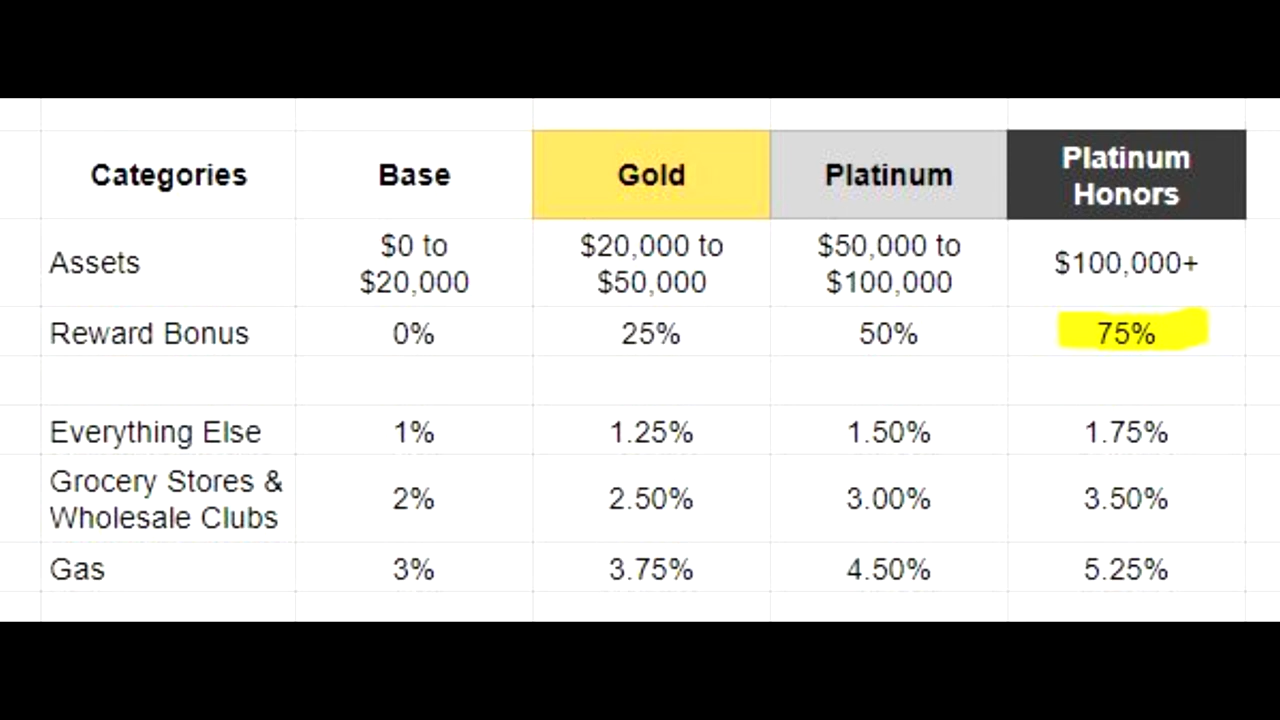 Categories Base Gold Platinum Platinum
Honors
Assets $0 to
$20,000 $20,000 to
$50,000 $50,000 to
$100,000 $100,000+
Reward Bonus 0% 25% 50% 75%
Everything Else 1% 1.25% 1.50% 1.75%
Grocery Stores &
Wholesale Clubs 2% 2.50% 3.00% 3.50%
Gas 3% 3.75% 4.50% 5.25%